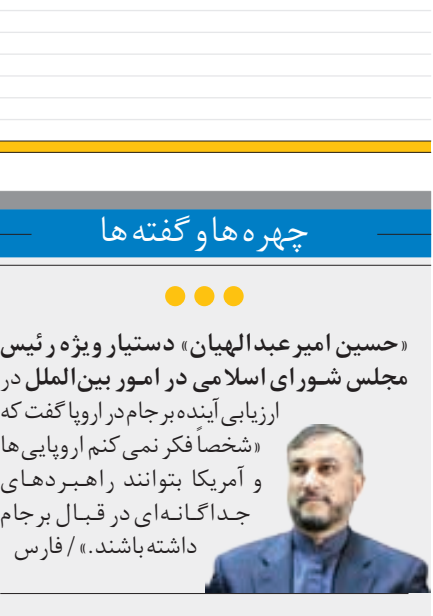 چهره ها و گفته ها
«حسین امیرعبدالهیان» دستیار ویژه رئیس
مجلس شورای اسلامی در امور بین‌الملل در
ارزیابی آینده برجام در اروپا گفت که
«شخصاً فکر نمی کنم اروپایی ها
و آمریکا بتوانند راهبردهای
جداگانه‌ای در قبال برجام
داشته باشند.» / فارس